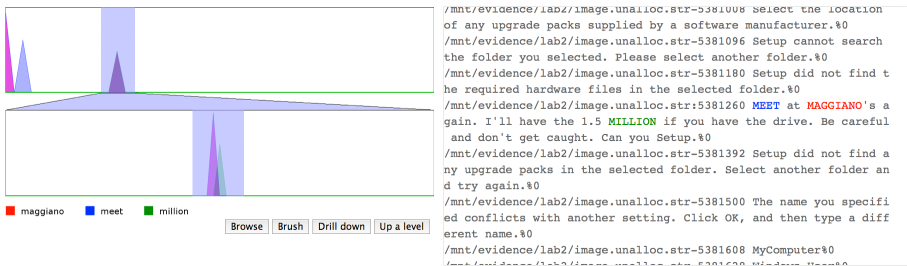 maggiano
meet
million
Browse
Brush
Drill down
Up a level
/mnt/evidence/lab2/image.unalloc.str-5381008 Select the location
of any upgrade packs supplied by a software manufacturer.%0
/mnt/evidence/lab2/image.unalloc.str-5381096 Setup cannot search
the folder you selected. Please select another folder.%0
/mnt/evidence/lab2/image.unalloc.str-5381180 Setup did not find t
he required hardware files in the selected folder.%0
/mnt/evidence/lab2/image.unalloc.str-5381260 MEET at MAGGIANO's a
gain. I'll have the 1.5 MILLION if you have the drive. Be careful
and don't get caught. Can you Setup.%0
/mnt/evidence/lab2/image.unalloc.str-5381392 Setup did not find a
ny upgrade packs in the selected folder. Select another folder an
d try again.%0
/mnt/evidence/lab2/image.unalloc.str-5381500 The name you specifi
ed conflicts with another setting. Click OK, and then type a diff
erent name.%0
/mnt/evidence/lab2/image.unalloc.str-5381608 MyComputer%0